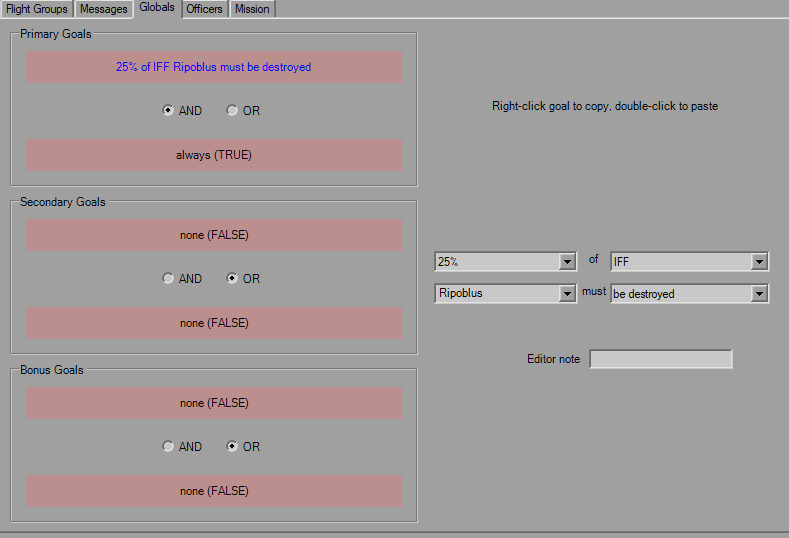 Flight Groups Messages Globals Officers Mission
Primary Goals
25% of IFF Ripoblus must be destroyed
AND OR
always (TRUE)
Right-click goal to copy, double-click to paste
Secondary Goals
none (FALSE)
AND OR
none (FALSE)
25% of IFF
Ripoblus must be destroyed
Editor note
Bonus Goals
none (FALSE)
AND OR
none (FALSE)